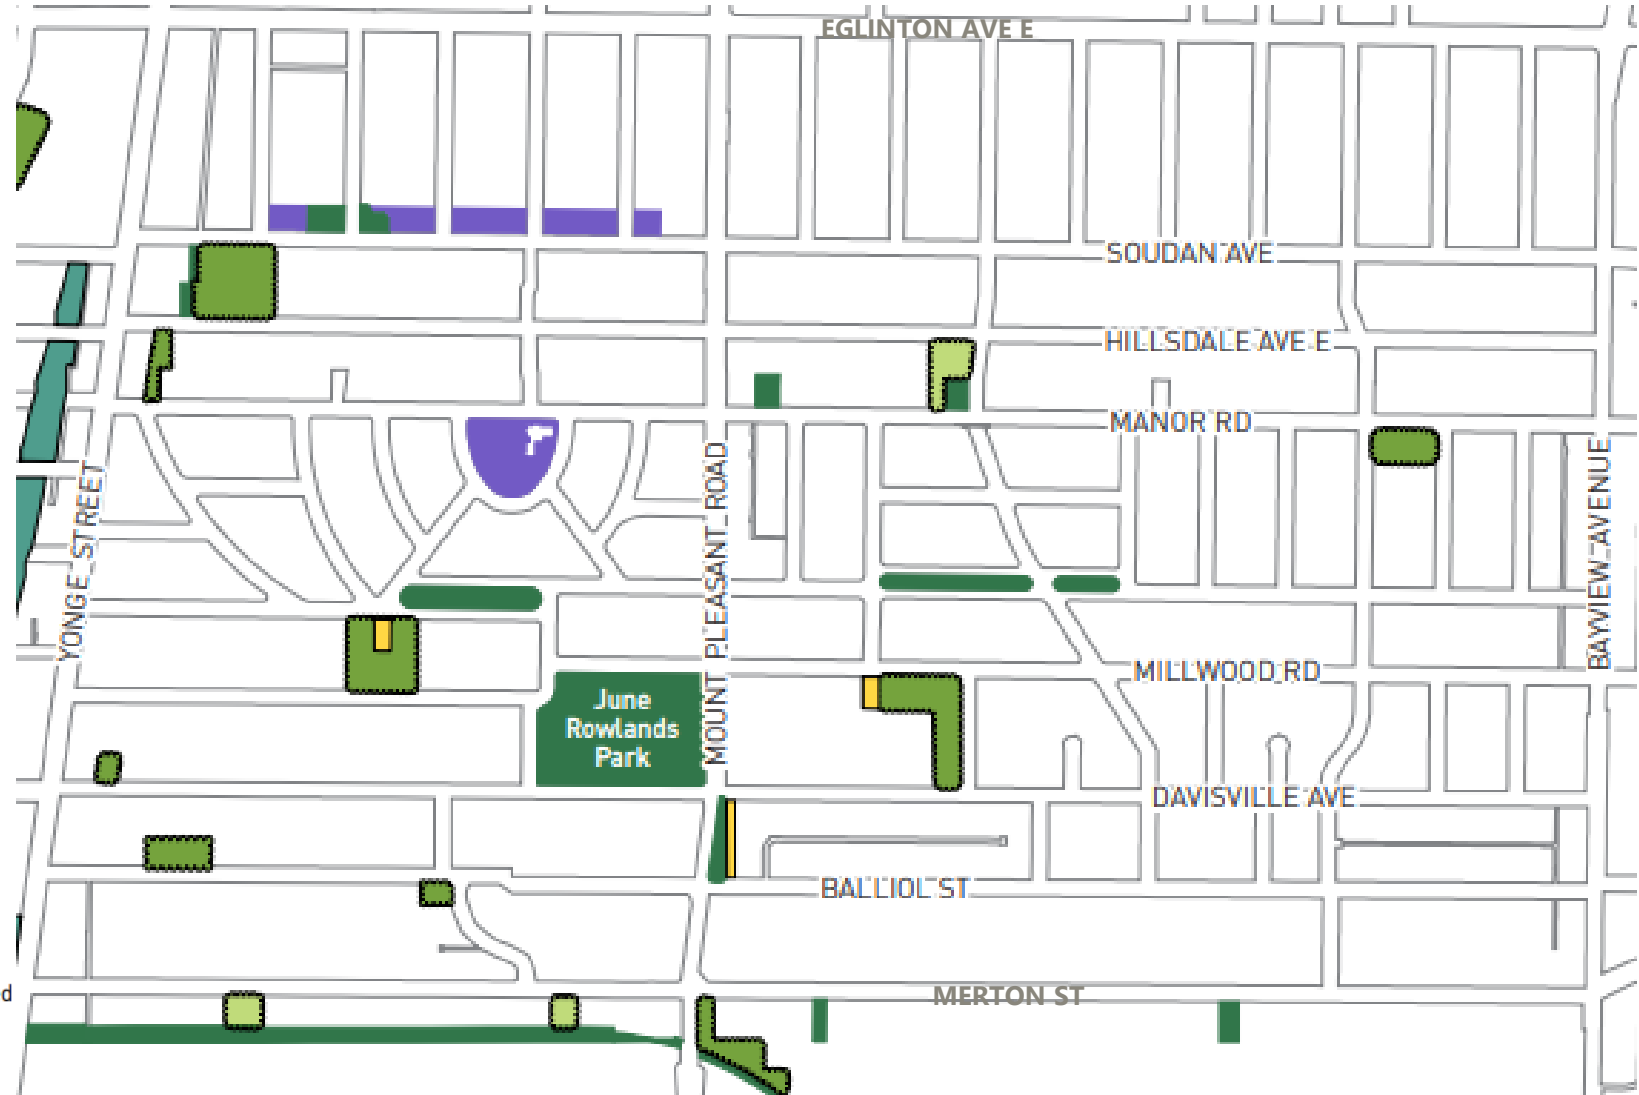 EGLINTON AVE E
SOUDAN AVE
HILLSDALE AVE E
MANOR RD
YONGE STREET
MOUNT PLEASANT ROAD
BAYVIEW AVENUE
MILLWOOD RD
June
Rowlands
Park
DAVISVILLE AVE
BALLIOL ST
d
MERTON ST